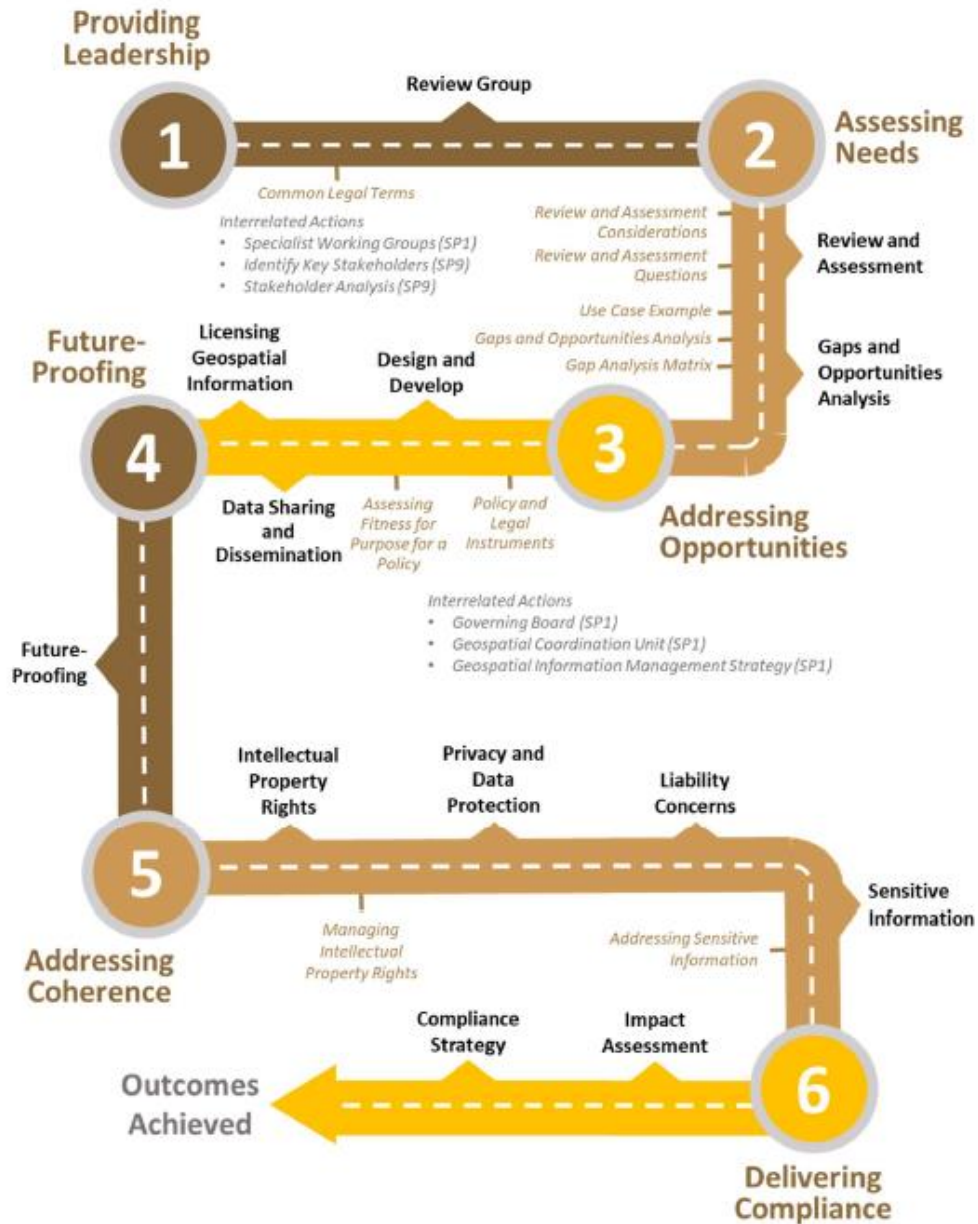 Providing
Leadership
1
Review Group
2
Assessing
Needs
Common Legal Terms
Interrelated Actions
• Specialist Working Groups (SP1)
• Identify Key Stakeholders (SP9)
• Stakeholder Analysis (SP9)
Review and Assessment
Considerations
Review and Assessment
Questions
Use Case Example
Gaps and Opportunities Analysis
Gap Analysis Matrix
Review and
Assessment
Gaps and
Opportunities
Analysis
3
Addressing
Opportunities
Design and
Develop
Licensing
Geospatial
Information
Policy and
Legal
Instruments
Assessing
Fitness for
Purpose for a
Policy
Data Sharing
and
Dissemination
Interrelated Actions
• Governing Board (SP1)
• Geospatial Coordination Unit (SP1)
• Geospatial Information Management Strategy (SP1)
Future-
Proofing
4
Future-
Proofing
5
Addressing
Coherence
Intellectual
Property
Rights
Privacy and
Data
Protection
Liability
Concerns
Sensitive
Information
Managing
Intellectual
Property Rights
Addressing Sensitive
Information
6
Delivering
Compliance
Impact
Assessment
Compliance
Strategy
Outcomes
Achieved